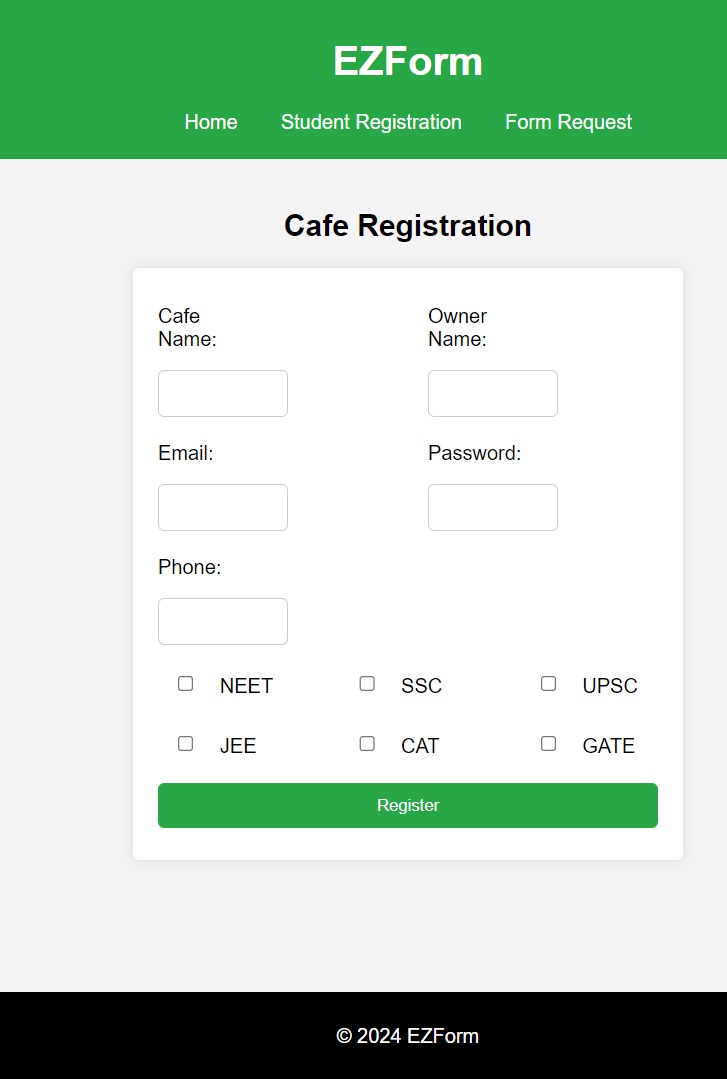 EZForm
Home Student Registration Form Request
Cafe Registration
Cafe
Name:
Owner
Name:
Email:
Password:
Phone:
NEET SSC UPSC
JEE CAT GATE
Register
© 2024 EZForm